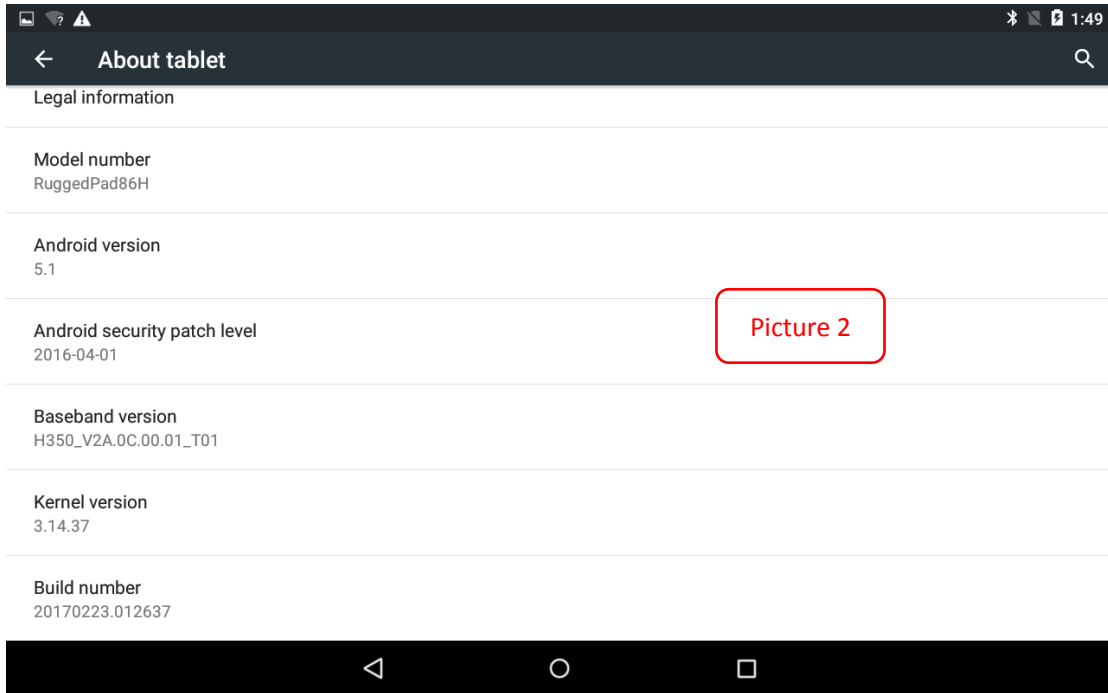 1:49
About tablet
Legal information
Model number
RuggedPad86H
Android version
5.1
Picture 2
Android security patch level
2016-04-01
Baseband version
H350_V2A.0C.00.01_T01
Kernel version
3.14.37
Build number
20170223.012637